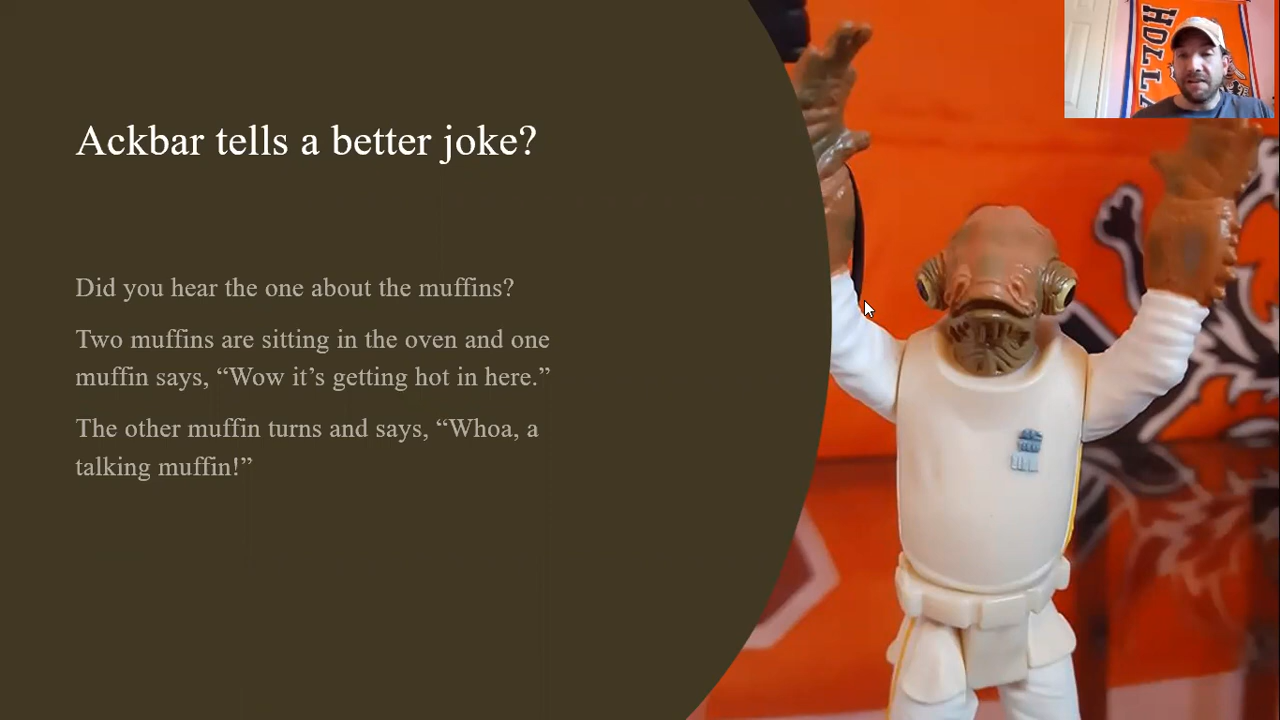 Ackbar tells a better joke?
Did you hear the one about the muffins?
Two muffins are sitting in the oven and one
muffin says, “Wow it’s getting hot in here.”
The other muffin turns and says, “Whoa, a
talking muffin!”